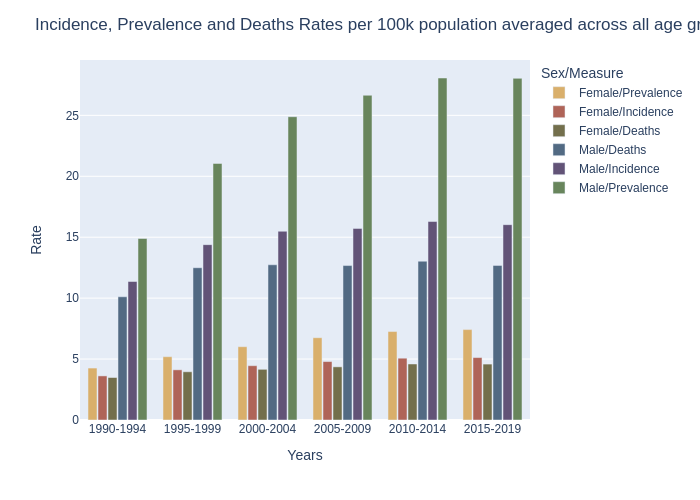 Incidence, Prevalence and Deaths Rates per 100k population averaged across all age
Sex/Measure
Female/Prevalence
Female/Incidence
Female/Deaths
Male/Deaths
Male/Incidence
Male/Prevalence
Rate
25
20
15
10
5
0
1990-1994 1995-1999 2000-2004 2005-2009 2010-2014 2015-2019
Years